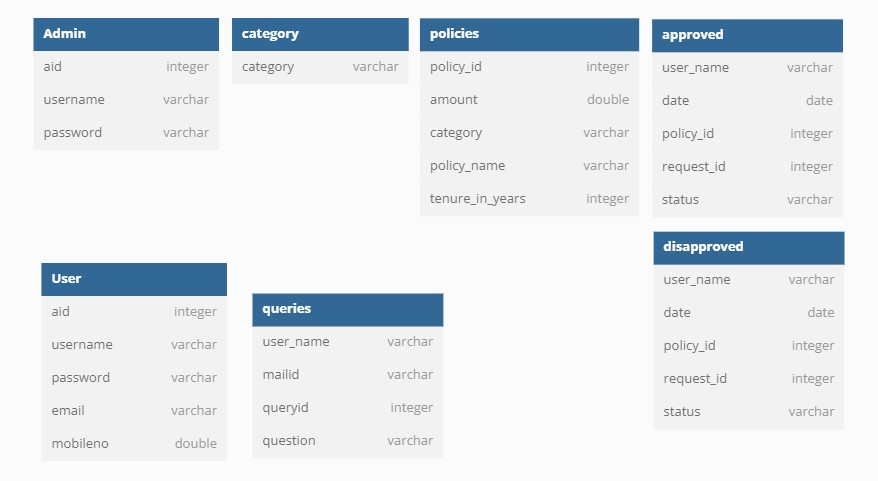 Admin
aid integer
username varchar
password varchar
category
category varchar
policies
policy_id integer
amount double
category varchar
policy_name varchar
tenure_in_years integer
approved
user_name varchar
date date
policy_id integer
request_id integer
status varchar
User
aid integer
username varchar
password varchar
email varchar
mobileno double
queries
user_name varchar
mailid varchar
queryid integer
question varchar
disapproved
user_name varchar
date date
policy_id integer
request_id integer
status varchar